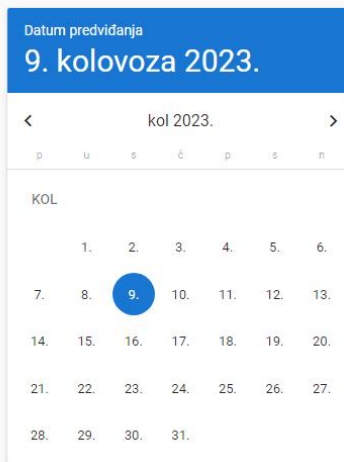 Datum predviđanja
9. kolovoza 2023.
kol 2023.
p u s č p s n
KOL
1. 2. 3. 4. 5. 6.
7. 8. 9. 10. 11. 12. 13.
14. 15. 16. 17. 18. 19. 20.
21. 22. 23. 24. 25. 26. 27.
28. 29. 30. 31.